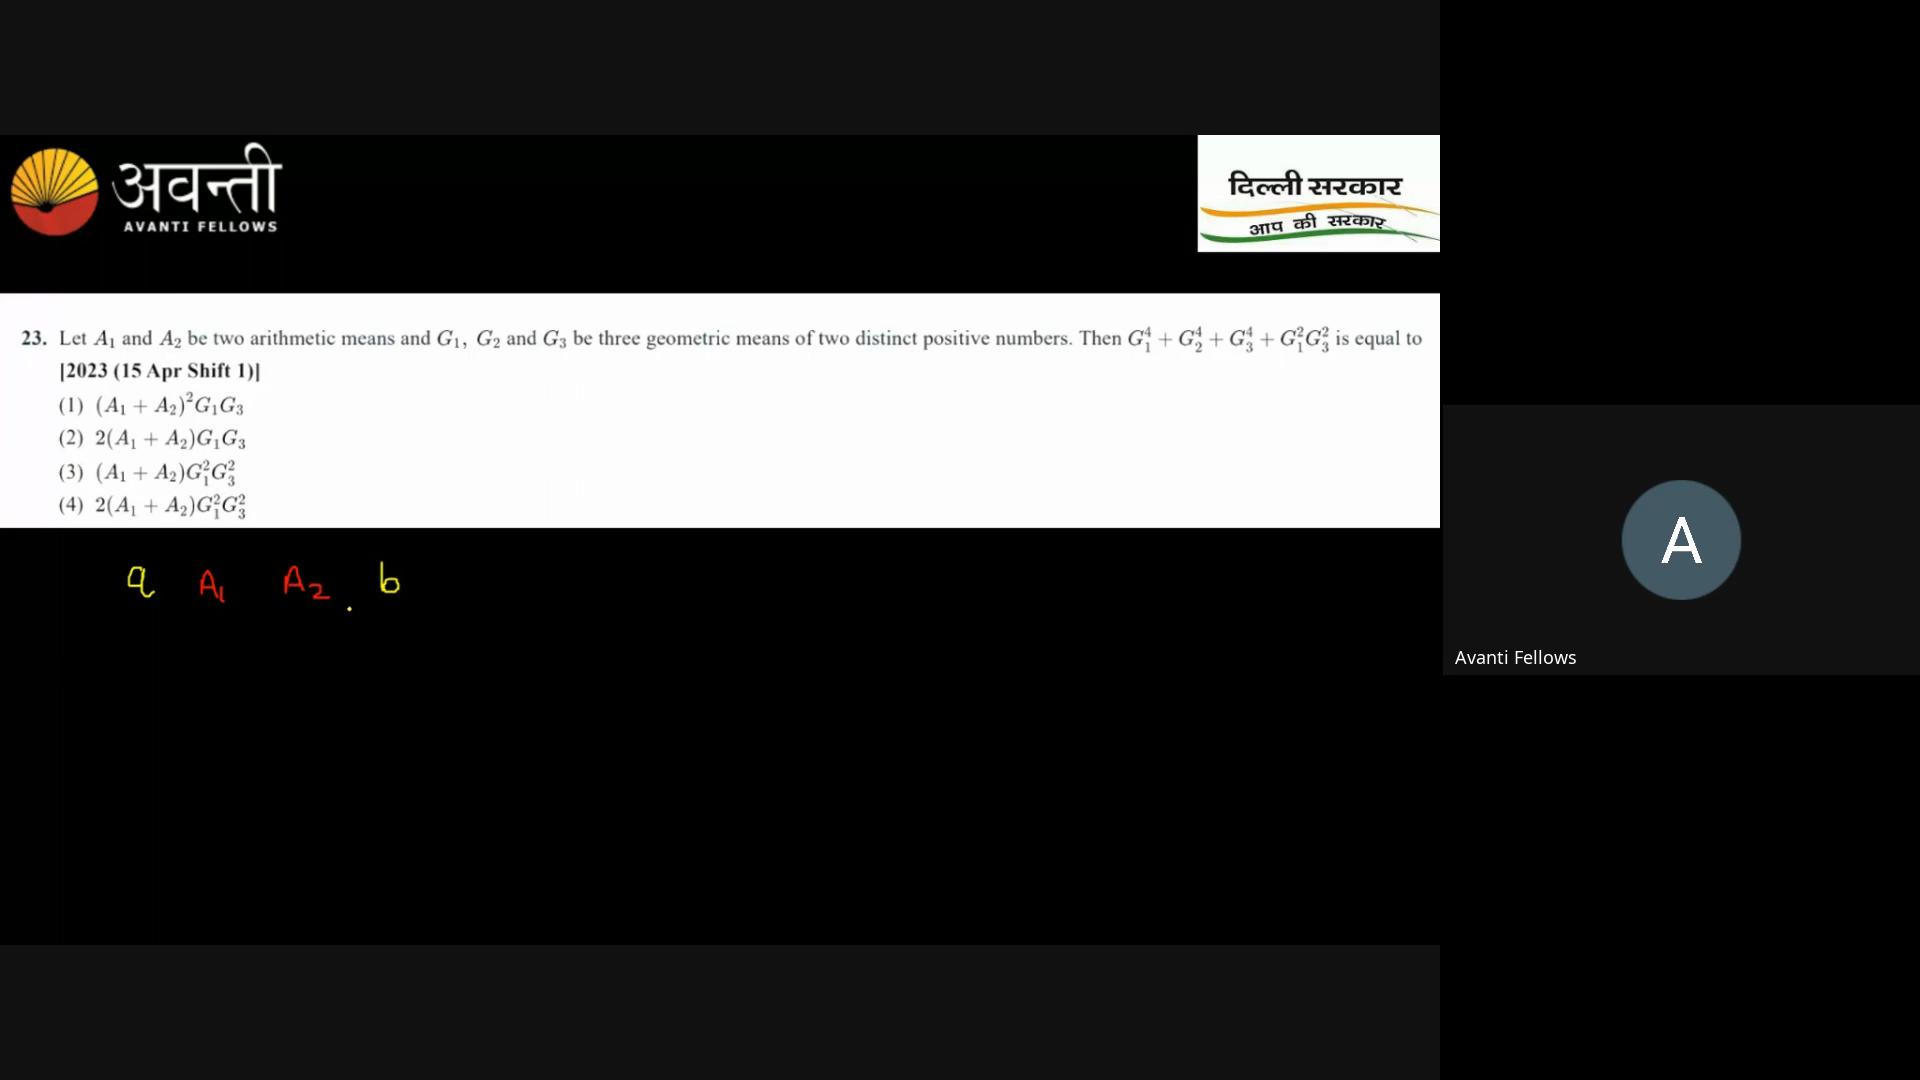 अवन्ती
AVANTI FELLOWS
दिल्ली सरकार
आप की सरकार
23. Let A₁ and A₂ be two arithmetic means and G₁, G₂ and G₃ be three geometric means of two distinct positive numbers. Then G₁⁴ + G₂⁴ + G₃⁴ + G₁²G₃² is equal to
[2023 (15 Apr Shift 1)]
(1) (A₁ + A₂)²G₁G₃
(2) 2(A₁ + A₂)G₁G₃
(3) (A₁ + A₂)G₁²G₃²
(4) 2(A₁ + A₂)G₁²G₃²
a A₁ A₂ . b
A
Avanti Fellows